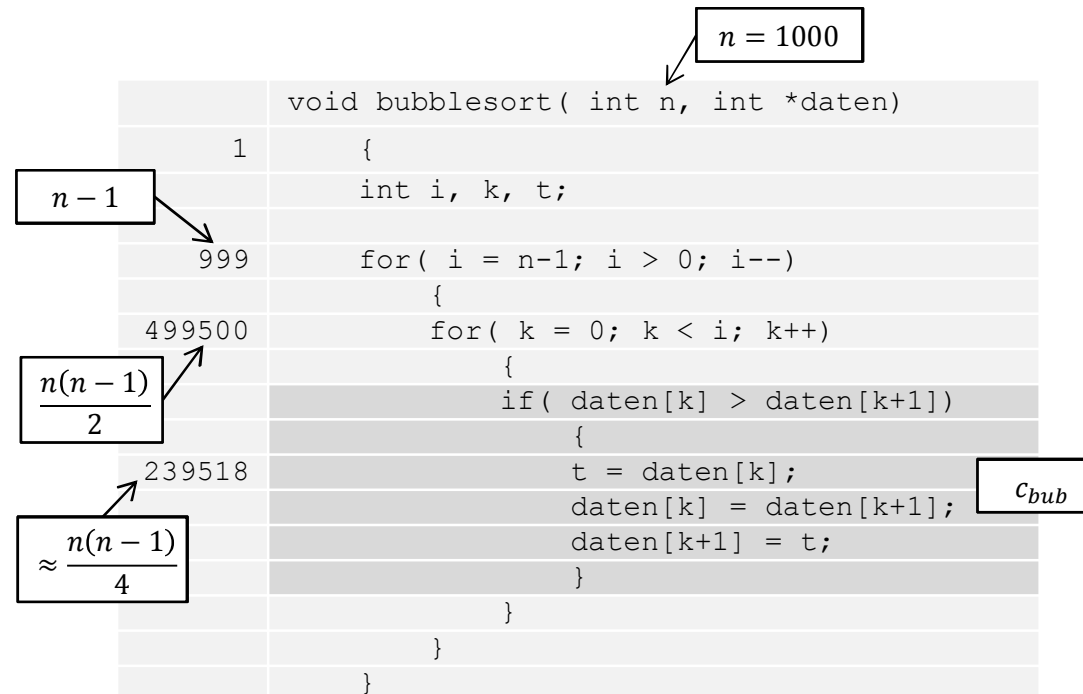 n = 1000
void bubblesort( int n, int *daten)
1 {
n − 1
int i, k, t;
999 for( i = n-1; i > 0; i--)
{
499500 for( k = 0; k < i; k++)
{
n(n − 1)
2
if( daten[k] > daten[k+1])
{
239518 t = daten[k];
c_bub
daten[k] = daten[k+1];
≈ n(n − 1)
4
daten[k+1] = t;
}
}
}
}